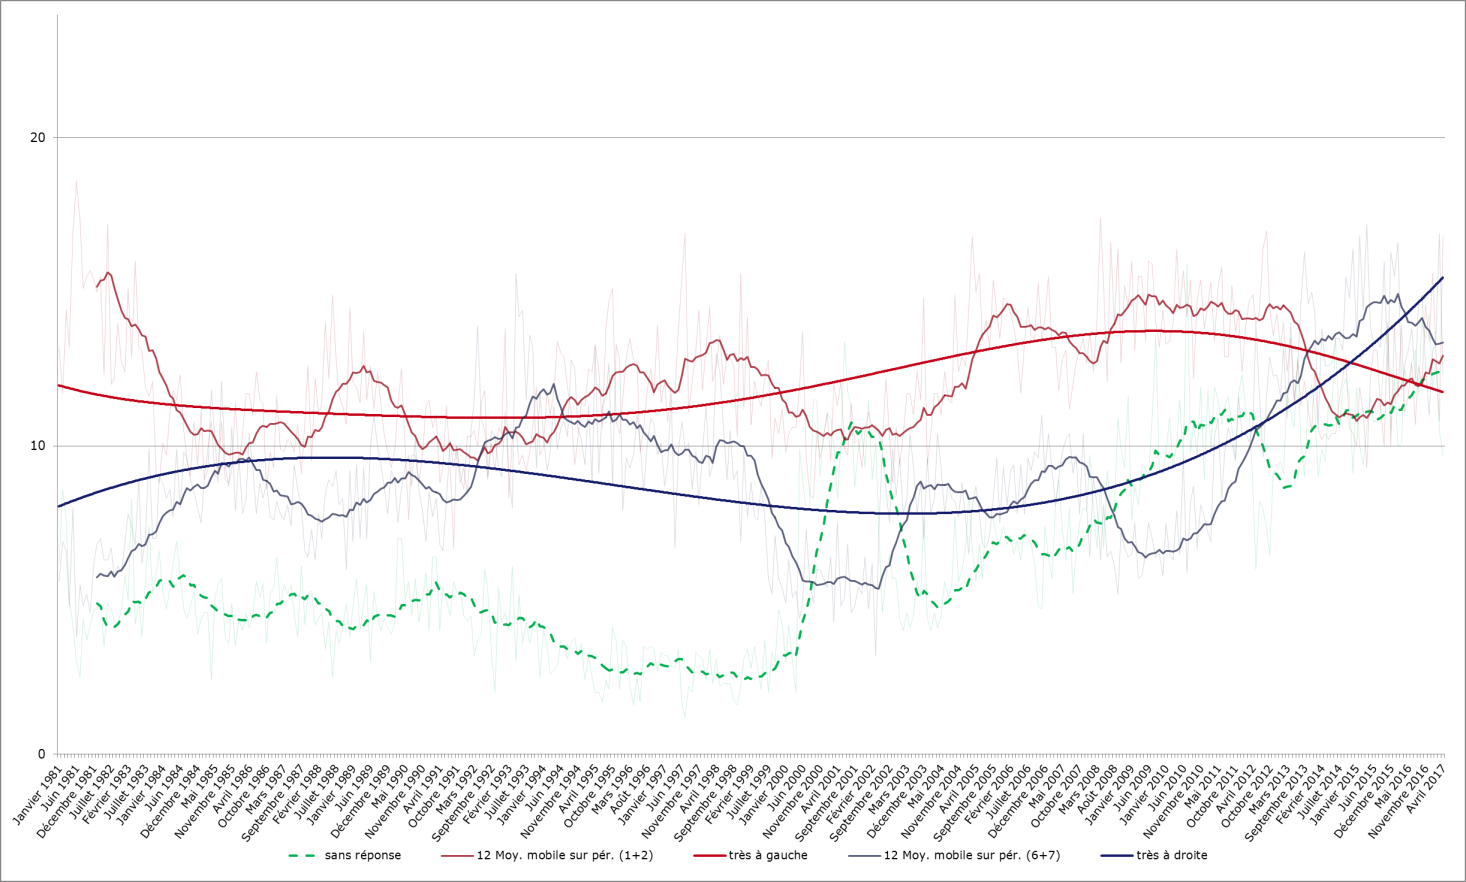 20
10
0
Janvier 1981
Juin 1981
Décembre 1981
Juillet 1982
Février 1983
Juillet 1983
Janvier 1984
Juin 1984
Décembre 1984
Mai 1985
Novembre 1985
Avril 1986
Octobre 1986
Mars 1987
Septembre 1987
Février 1988
Juillet 1988
Janvier 1989
Juin 1989
Décembre 1989
Mai 1990
Novembre 1990
Avril 1991
Octobre 1991
Mars 1992
Septembre 1992
Février 1993
Juillet 1993
Janvier 1994
Juin 1994
Novembre 1994
Avril 1995
Octobre 1995
Mars 1996
Août 1996
Janvier 1997
Juin 1997
Novembre 1997
Avril 1998
Septembre 1998
Février 1999
Juillet 1999
Janvier 2000
Juin 2000
Novembre 2000
Avril 2001
Septembre 2001
Février 2002
Septembre 2002
Mars 2003
Décembre 2003
Mai 2004
Novembre 2004
Avril 2005
Septembre 2005
Février 2006
Juillet 2006
Décembre 2006
Mai 2007
Octobre 2007
Mars 2008
Août 2008
Janvier 2009
Juin 2009
Janvier 2010
Juin 2010
Novembre 2010
Mai 2011
Octobre 2011
Avril 2012
Octobre 2012
Mars 2013
Septembre 2013
Février 2014
Juillet 2014
Janvier 2015
Juin 2015
Décembre 2015
Mai 2016
Novembre 2016
Avril 2017
sans réponse
12 Moy. mobile sur pér. (1+2)
très à gauche
12 Moy. mobile sur pér. (6+7)
très à droite